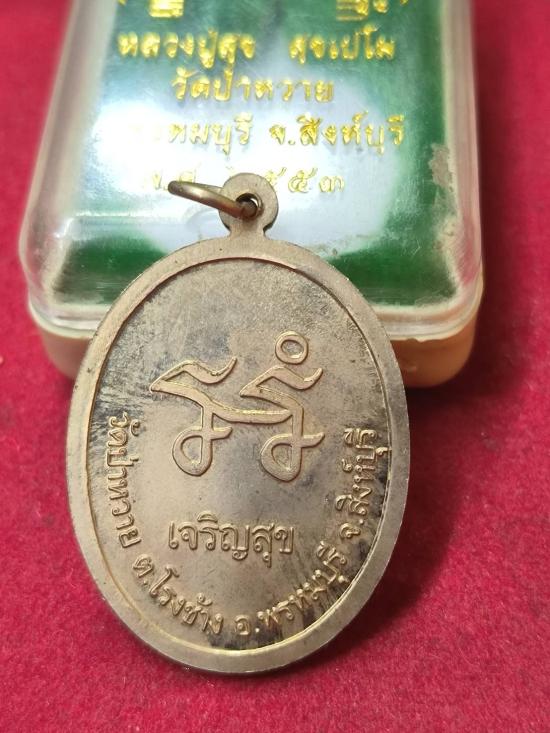 หลวงปู่สุข สุขเปโม
วัดป่าหวาย
พรหมบุรี จ.สิงห์บุรี
๕๕๓
เจริญสุข
วัดป่าหวาย ต.โรงช้าง อ.พรหมบุรี จ.สิงห์บุรี